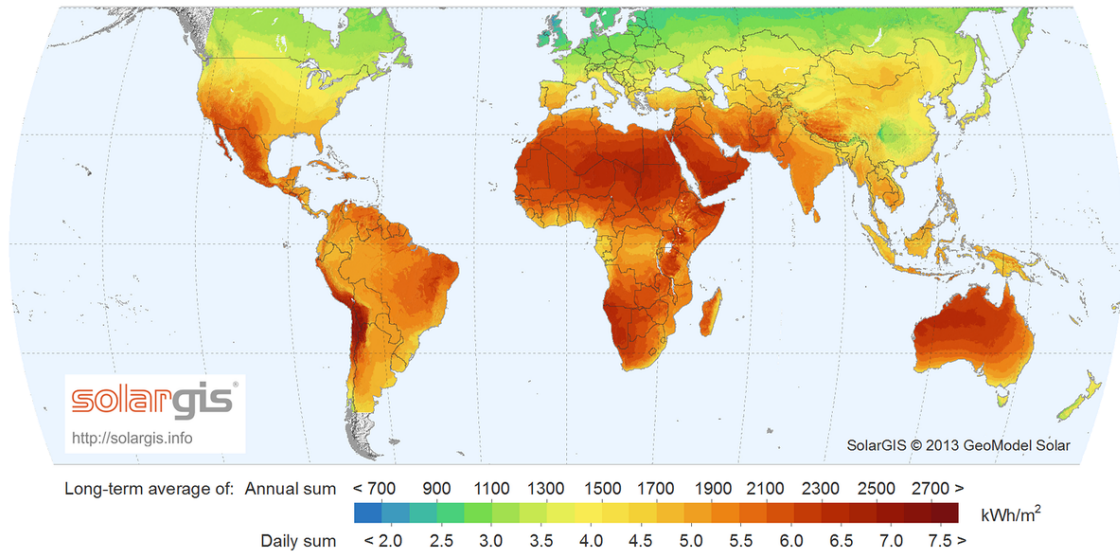 solargis®
http://solargis.info
SolarGIS © 2013 GeoModel Solar
Long-term average of: Annual sum < 700 900 1100 1300 1500 1700 1900 2100 2300 2500 2700 >
kWh/m²
Daily sum < 2.0 2.5 3.0 3.5 4.0 4.5 5.0 5.5 6.0 6.5 7.0 7.5 >